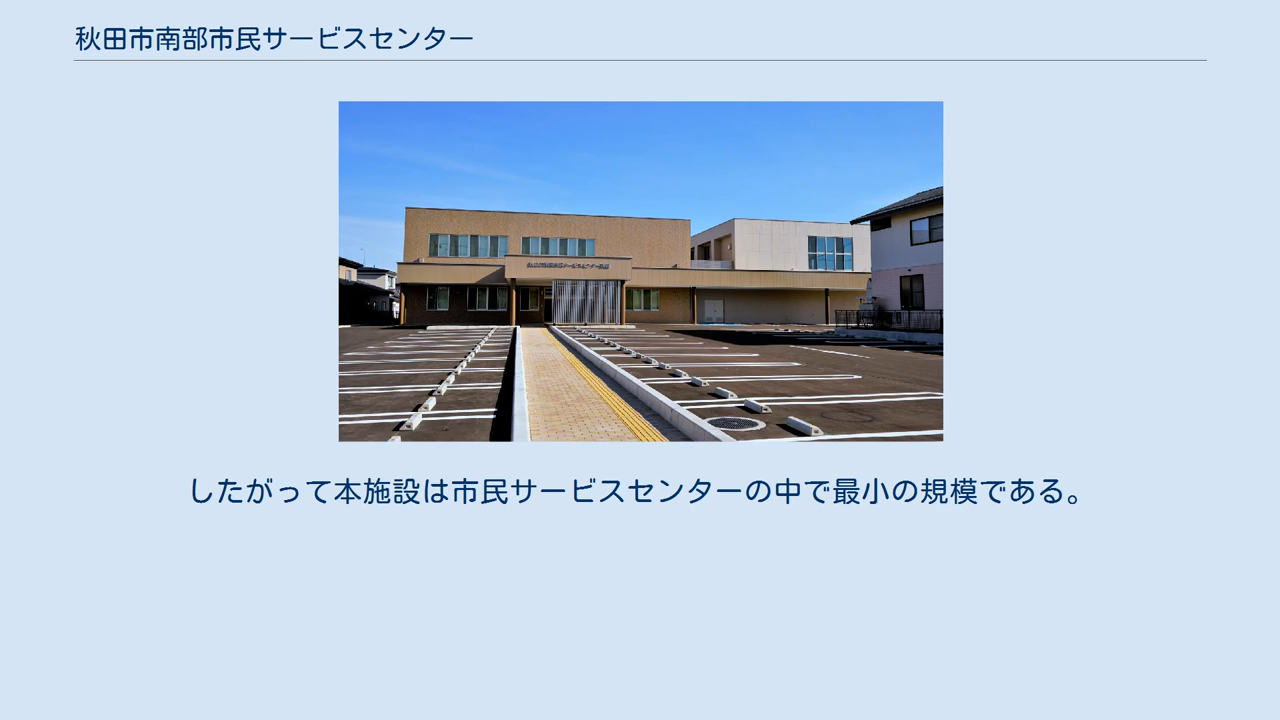 秋田市南部市民サービスセンター
したがって本施設は市民サービスセンターの中で最小の規模である。